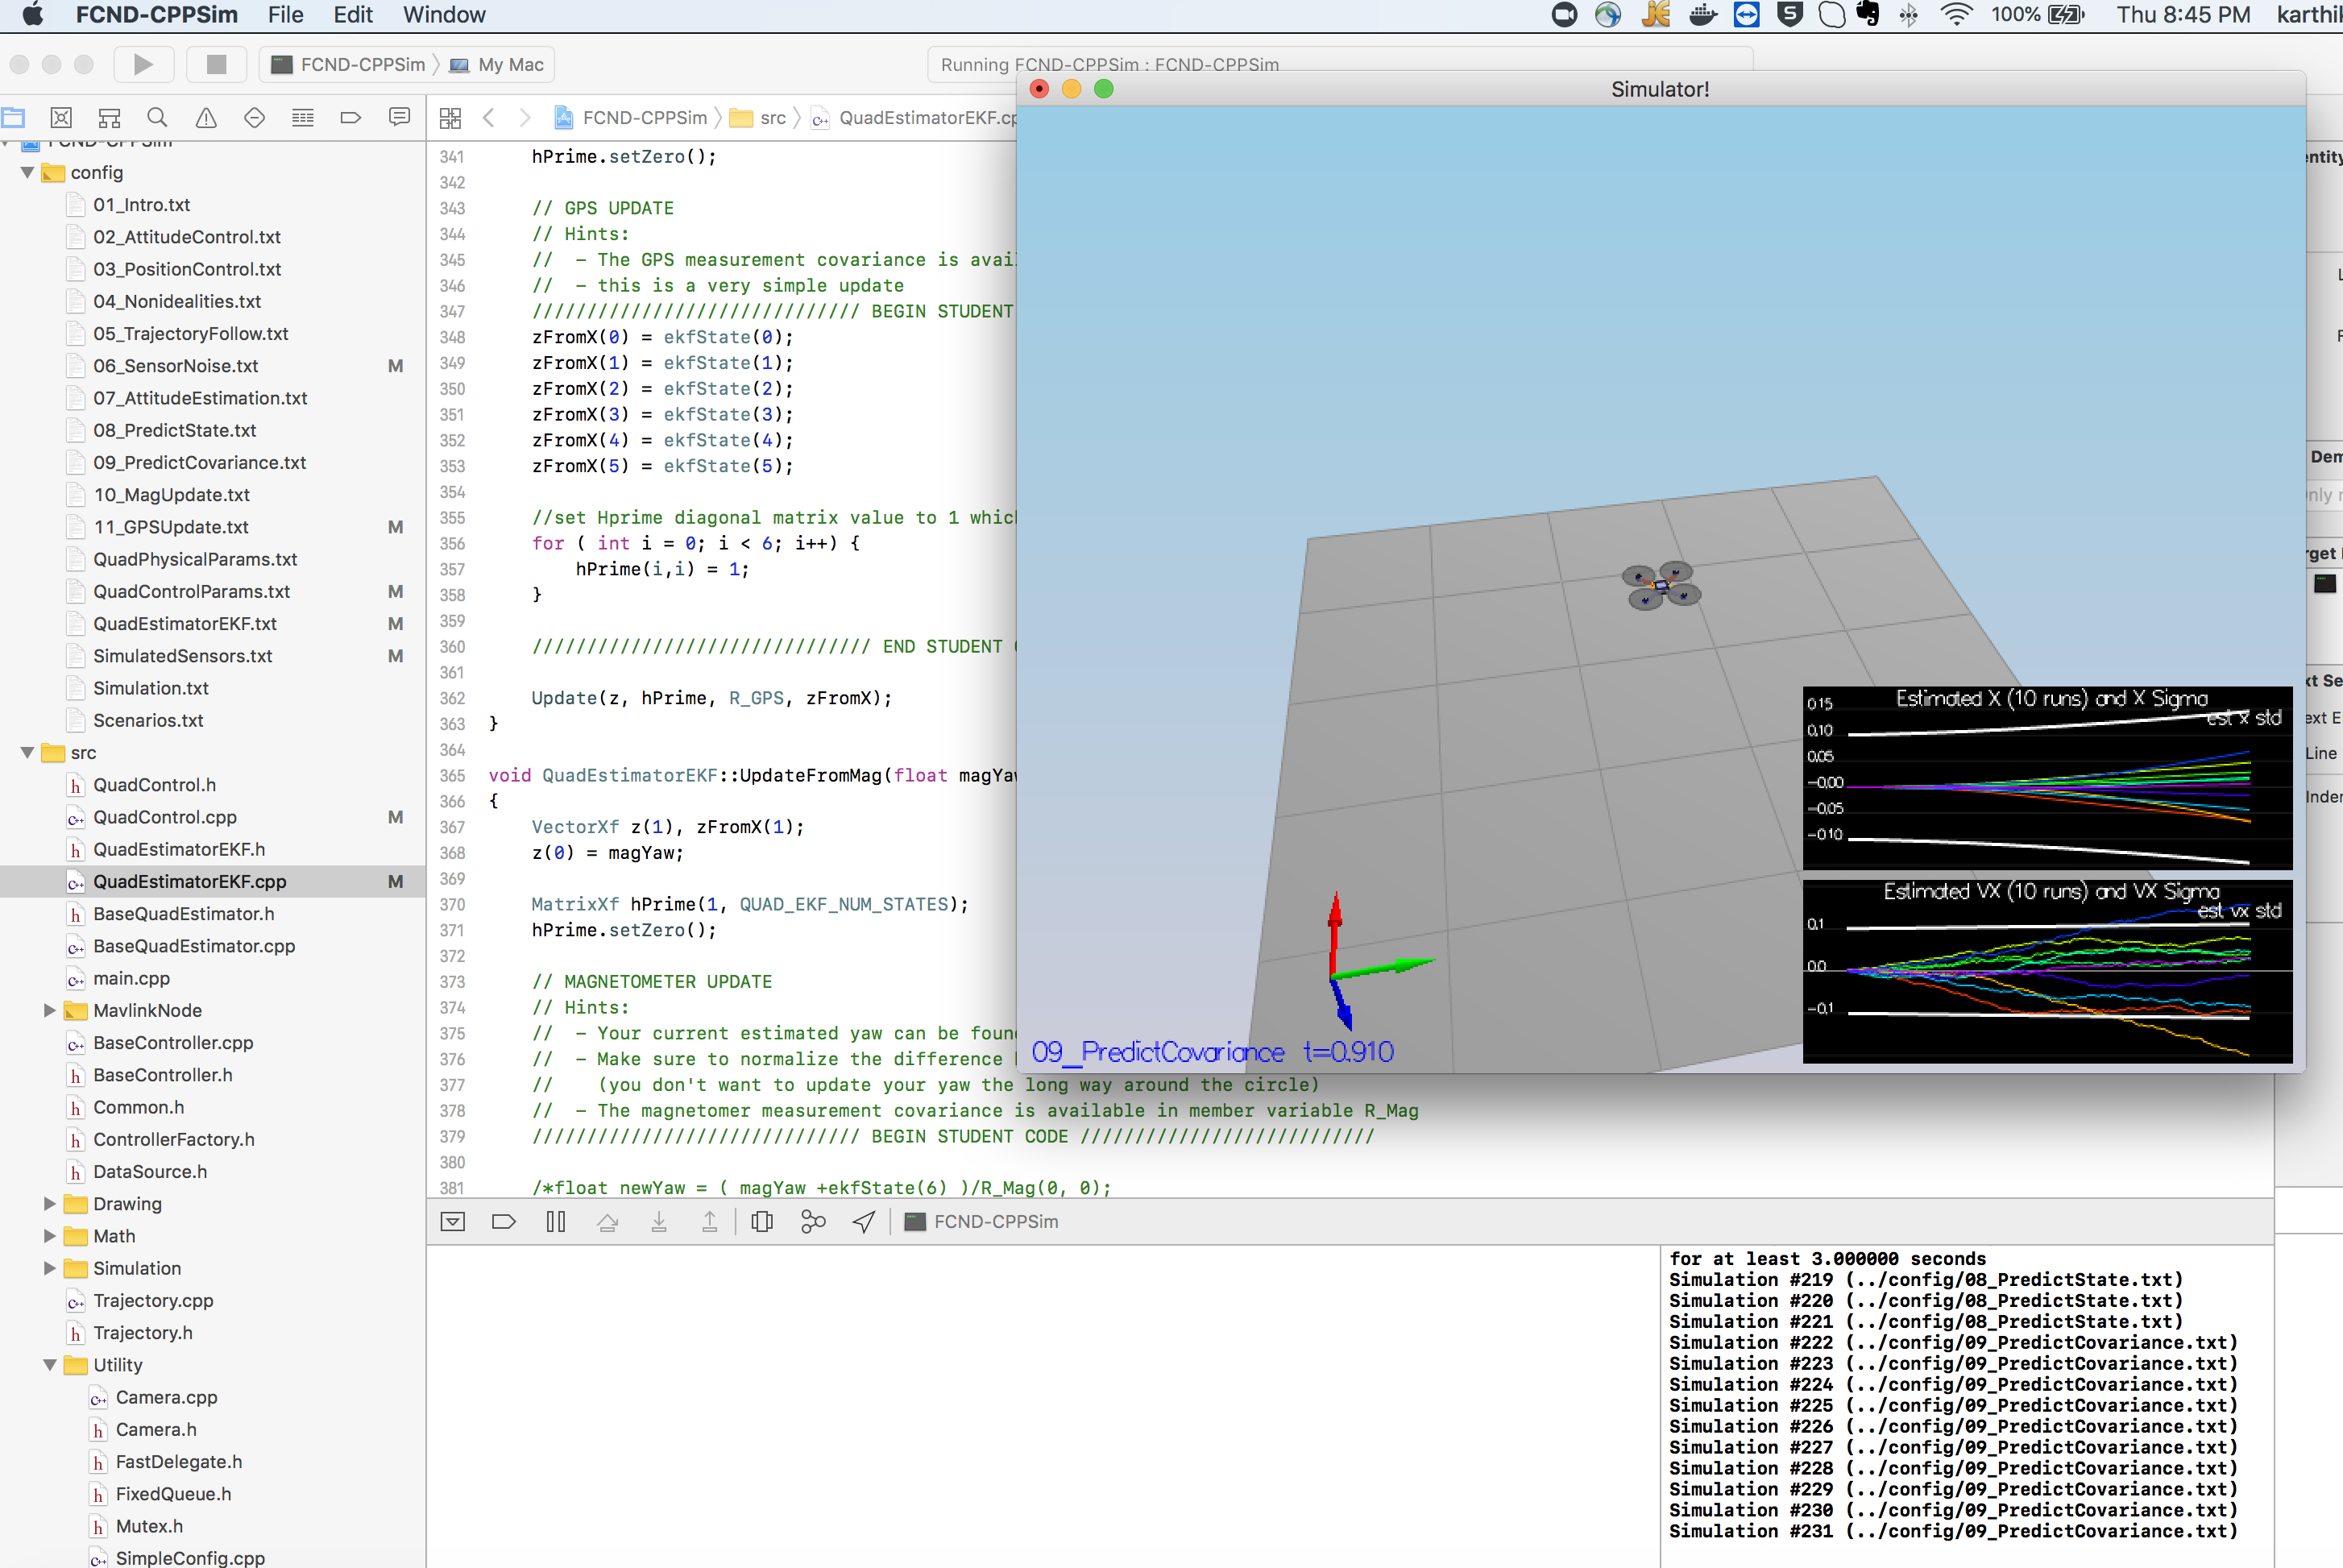 FCND-CPPSim File Edit Window 100% Thu 8:45 PM karthik
FCND-CPPSim My Mac
Running FCND-CPPSim : FCND-CPPSim
FCND-CPPSim src QuadEstimatorEKF.cp
FCND-CPPSim
config
01_Intro.txt
02_AttitudeControl.txt
03_PositionControl.txt
04_Nonidealities.txt
05_TrajectoryFollow.txt
06_SensorNoise.txt M
07_AttitudeEstimation.txt
08_PredictState.txt
09_PredictCovariance.txt
10_MagUpdate.txt
11_GPSUpdate.txt M
QuadPhysicalParams.txt
QuadControlParams.txt M
QuadEstimatorEKF.txt M
SimulatedSensors.txt M
Simulation.txt
Scenarios.txt
src
QuadControl.h
QuadControl.cpp M
QuadEstimatorEKF.h
QuadEstimatorEKF.cpp M
BaseQuadEstimator.h
BaseQuadEstimator.cpp
main.cpp
MavlinkNode
BaseController.cpp
BaseController.h
Common.h
ControllerFactory.h
DataSource.h
Drawing
Math
Simulation
Trajectory.cpp
Trajectory.h
Utility
Camera.cpp
Camera.h
FastDelegate.h
FixedQueue.h
Mutex.h
SimpleConfig.cpp
341 hPrime.setZero();
342
343 // GPS UPDATE
344 // Hints:
345 //  - The GPS measurement covariance is avai
346 //  - this is a very simple update
347 ////////////////////////////// BEGIN STUDENT
348 zFromX(0) = ekfState(0);
349 zFromX(1) = ekfState(1);
350 zFromX(2) = ekfState(2);
351 zFromX(3) = ekfState(3);
352 zFromX(4) = ekfState(4);
353 zFromX(5) = ekfState(5);
354
355 //set Hprime diagonal matrix value to 1 whic
356 for ( int i = 0; i < 6; i++) {
357 hPrime(i,i) = 1;
358 }
359
360 /////////////////////////////// END STUDENT
361
362 Update(z, hPrime, R_GPS, zFromX);
363 }
364
365 void QuadEstimatorEKF::UpdateFromMag(float magYaw
366 {
367 VectorXf z(1), zFromX(1);
368 z(0) = magYaw;
369
370 MatrixXf hPrime(1, QUAD_EKF_NUM_STATES);
371 hPrime.setZero();
372
373 // MAGNETOMETER UPDATE
374 // Hints:
375 //  - Your current estimated yaw can be foun
376 //  - Make sure to normalize the difference
377 //    (you don't want to update your yaw the long way around the circle)
378 //  - The magnetomer measurement covariance is available in member variable R_Mag
379 ////////////////////////////// BEGIN STUDENT CODE ///////////////////////////
380
381 /*float newYaw = ( magYaw +ekfState(6) )/R_Mag(0, 0);
Simulator!
Estimated X (10 runs) and X Sigma
est x std
0.15
0.10
0.05
-0.00
-0.05
-0.10
Estimated VX (10 runs) and VX Sigma
est vx std
0.1
0.0
-0.1
09_PredictCovariance t=0.910
entity
Dem
nly
rget
xt Se
ext E
Line
Inder
FCND-CPPSim
for at least 3.000000 seconds
Simulation #219 (../config/08_PredictState.txt)
Simulation #220 (../config/08_PredictState.txt)
Simulation #221 (../config/08_PredictState.txt)
Simulation #222 (../config/09_PredictCovariance.txt)
Simulation #223 (../config/09_PredictCovariance.txt)
Simulation #224 (../config/09_PredictCovariance.txt)
Simulation #225 (../config/09_PredictCovariance.txt)
Simulation #226 (../config/09_PredictCovariance.txt)
Simulation #227 (../config/09_PredictCovariance.txt)
Simulation #228 (../config/09_PredictCovariance.txt)
Simulation #229 (../config/09_PredictCovariance.txt)
Simulation #230 (../config/09_PredictCovariance.txt)
Simulation #231 (../config/09_PredictCovariance.txt)